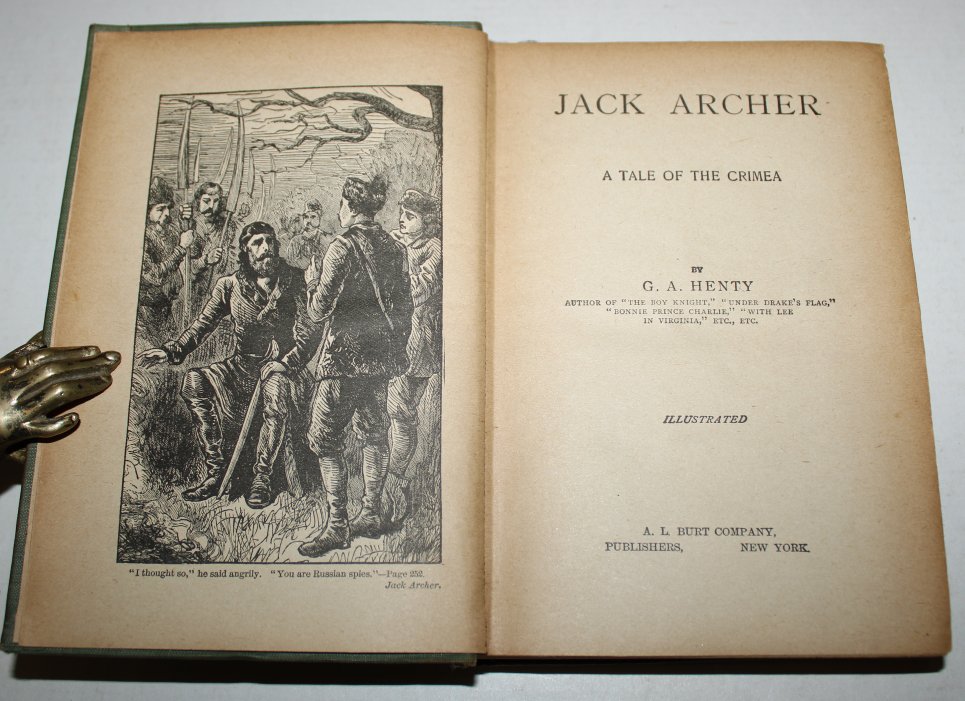 "I thought so," he said angrily. "You are Russian spies."—Page 252.
Jack Archer.
JACK ARCHER
A TALE OF THE CRIMEA
BY
G. A. HENTY
AUTHOR OF "THE BOY KNIGHT," "UNDER DRAKE'S FLAG,"
"BONNIE PRINCE CHARLIE," "WITH LEE
IN VIRGINIA," ETC., ETC.
ILLUSTRATED
A. L. BURT COMPANY,
PUBLISHERS, NEW YORK.